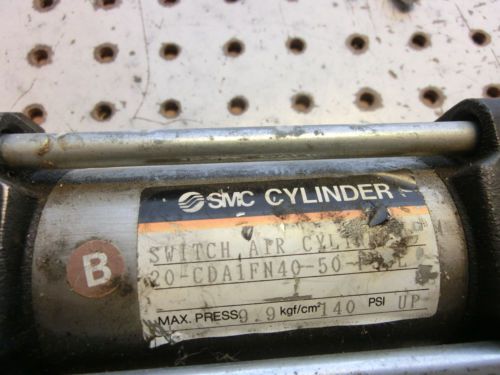 SMC CYLINDER
SWITCH AIR
20-CDA1FN40-50
MAX. PRESS 9.9 kgf/cm² 140 PSI UP
B